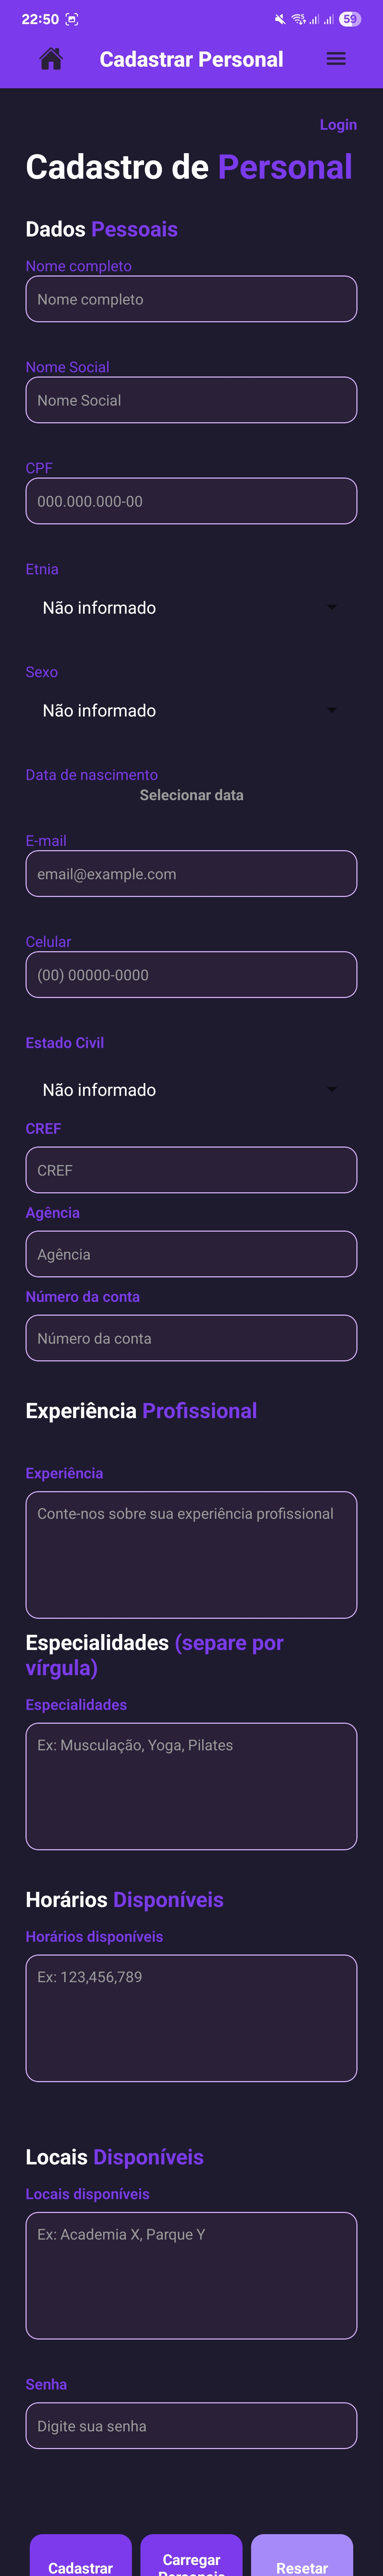 22:50
59
Cadastrar Personal
Login
Cadastro de Personal
Dados Pessoais
Nome completo
Nome completo
Nome Social
Nome Social
CPF
000.000.000-00
Etnia
Não informado
Sexo
Não informado
Data de nascimento
Selecionar data
E-mail
email@example.com
Celular
(00) 00000-0000
Estado Civil
Não informado
CREF
CREF
Agência
Agência
Número da conta
Número da conta
Experiência Profissional
Experiência
Conte-nos sobre sua experiência profissional
Especialidades (separe por
vírgula)
Especialidades
Ex: Musculação, Yoga, Pilates
Horários Disponíveis
Horários disponíveis
Ex: 123,456,789
Locais Disponíveis
Locais disponíveis
Ex: Academia X, Parque Y
Senha
Digite sua senha
Cadastrar
Carregar
Personais
Resetar